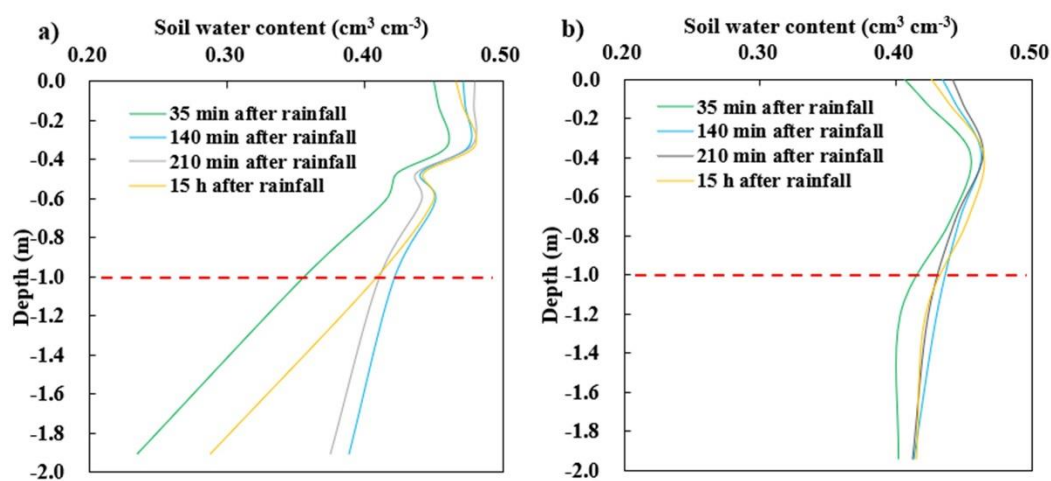 a)
Soil water content (cm³ cm⁻³)
0.20 0.30 0.40 0.50
0.0
-0.2
-0.4
-0.6
-0.8
-1.0
-1.2
-1.4
-1.6
-1.8
-2.0
Depth (m)
35 min after rainfall
140 min after rainfall
210 min after rainfall
15 h after rainfall
b)
Soil water content (cm³ cm⁻³)
0.20 0.30 0.40 0.50
0.0
-0.2
-0.4
-0.6
-0.8
-1.0
-1.2
-1.4
-1.6
-1.8
-2.0
Depth (m)
35 min after rainfall
140 min after rainfall
210 min after rainfall
15 h after rainfall